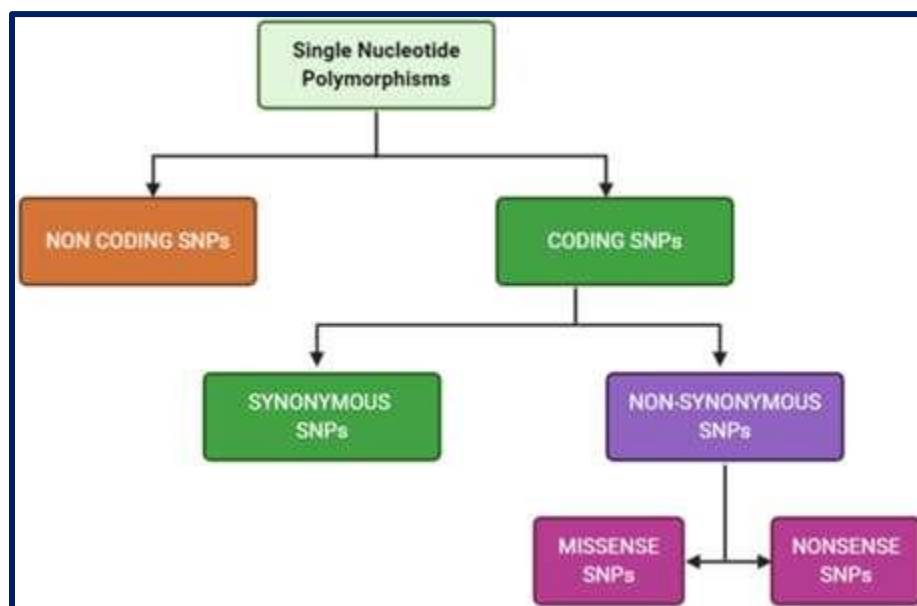 Single Nucleotide
Polymorphisms
NON CODING SNPs
CODING SNPs
SYNONYMOUS
SNPs
NON-SYNONYMOUS
SNPs
MISSENSE
SNPs
NONSENSE
SNPs